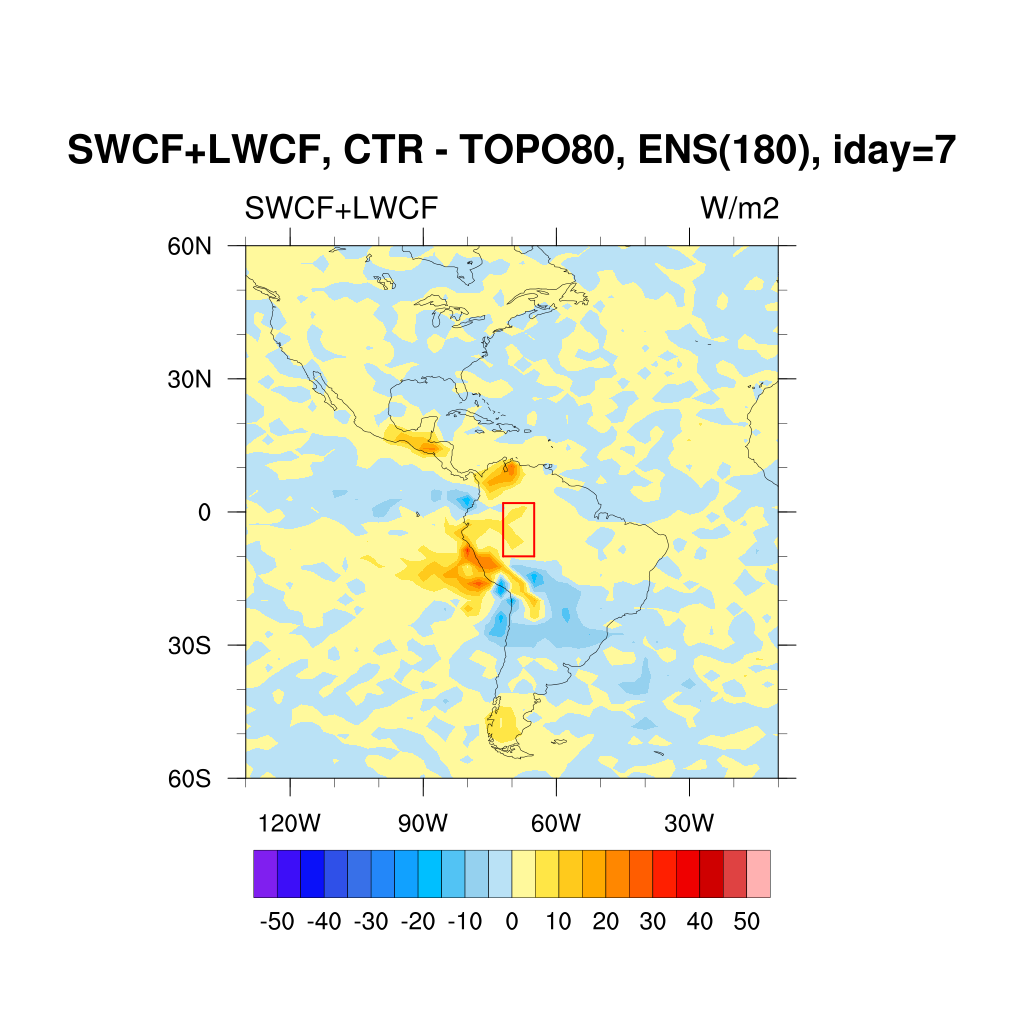 SWCF+LWCF, CTR - TOPO80, ENS(180), iday=7
SWCF+LWCF W/m2
60N
30N
0
30S
60S
120W 90W 60W 30W
-50 -40 -30 -20 -10 0 10 20 30 40 50